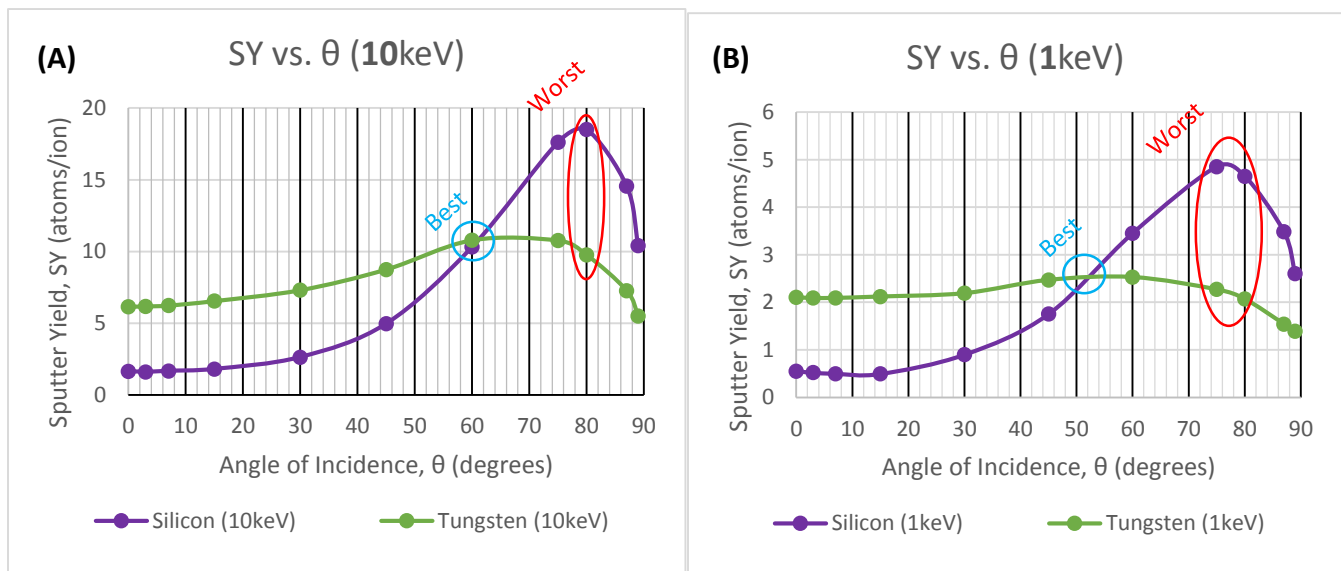 (A)
SY vs. θ (10keV)
Worst
Best
20
15
10
5
0
Sputter Yield, SY (atoms/ion)
0 10 20 30 40 50 60 70 80 90
Angle of Incidence, θ (degrees)
Silicon (10keV) Tungsten (10keV)
(B)
SY vs. θ (1keV)
Worst
Best
6
5
4
3
2
1
0
Sputter Yield, SY (atoms/ion)
0 10 20 30 40 50 60 70 80 90
Angle of Incidence, θ (degrees)
Silicon (1keV) Tungsten (1keV)